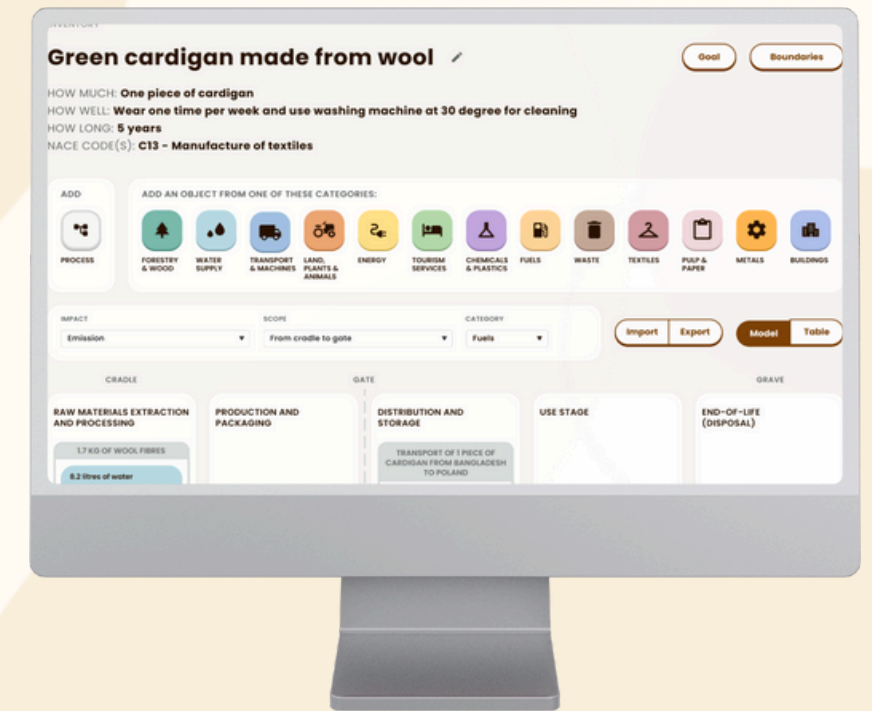 INVENTORY
Green cardigan made from wool
Goal
Boundaries
HOW MUCH: One piece of cardigan
HOW WELL: Wear one time per week and use washing machine at 30 degree for cleaning
HOW LONG: 5 years
NACE CODE(S): C13 - Manufacture of textiles
ADD
ADD AN OBJECT FROM ONE OF THESE CATEGORIES:
PROCESS
FORESTRY
& WOOD
WATER
SUPPLY
TRANSPORT
& MACHINES
LAND,
PLANTS &
ANIMALS
ENERGY
TOURISM
SERVICES
CHEMICALS
& PLASTICS
FUELS
WASTE
TEXTILES
PULP &
PAPER
METALS
BUILDINGS
IMPACT
Emission
SCOPE
From cradle to gate
CATEGORY
Fuels
Import
Export
Model
Table
CRADLE
GATE
GRAVE
RAW MATERIALS EXTRACTION
AND PROCESSING
1.7 KG OF WOOL FIBRES
8.2 litres of water
PRODUCTION AND
PACKAGING
DISTRIBUTION AND
STORAGE
TRANSPORT OF 1 PIECE OF
CARDIGAN FROM BANGLADESH
TO POLAND
USE STAGE
END-OF-LIFE
(DISPOSAL)